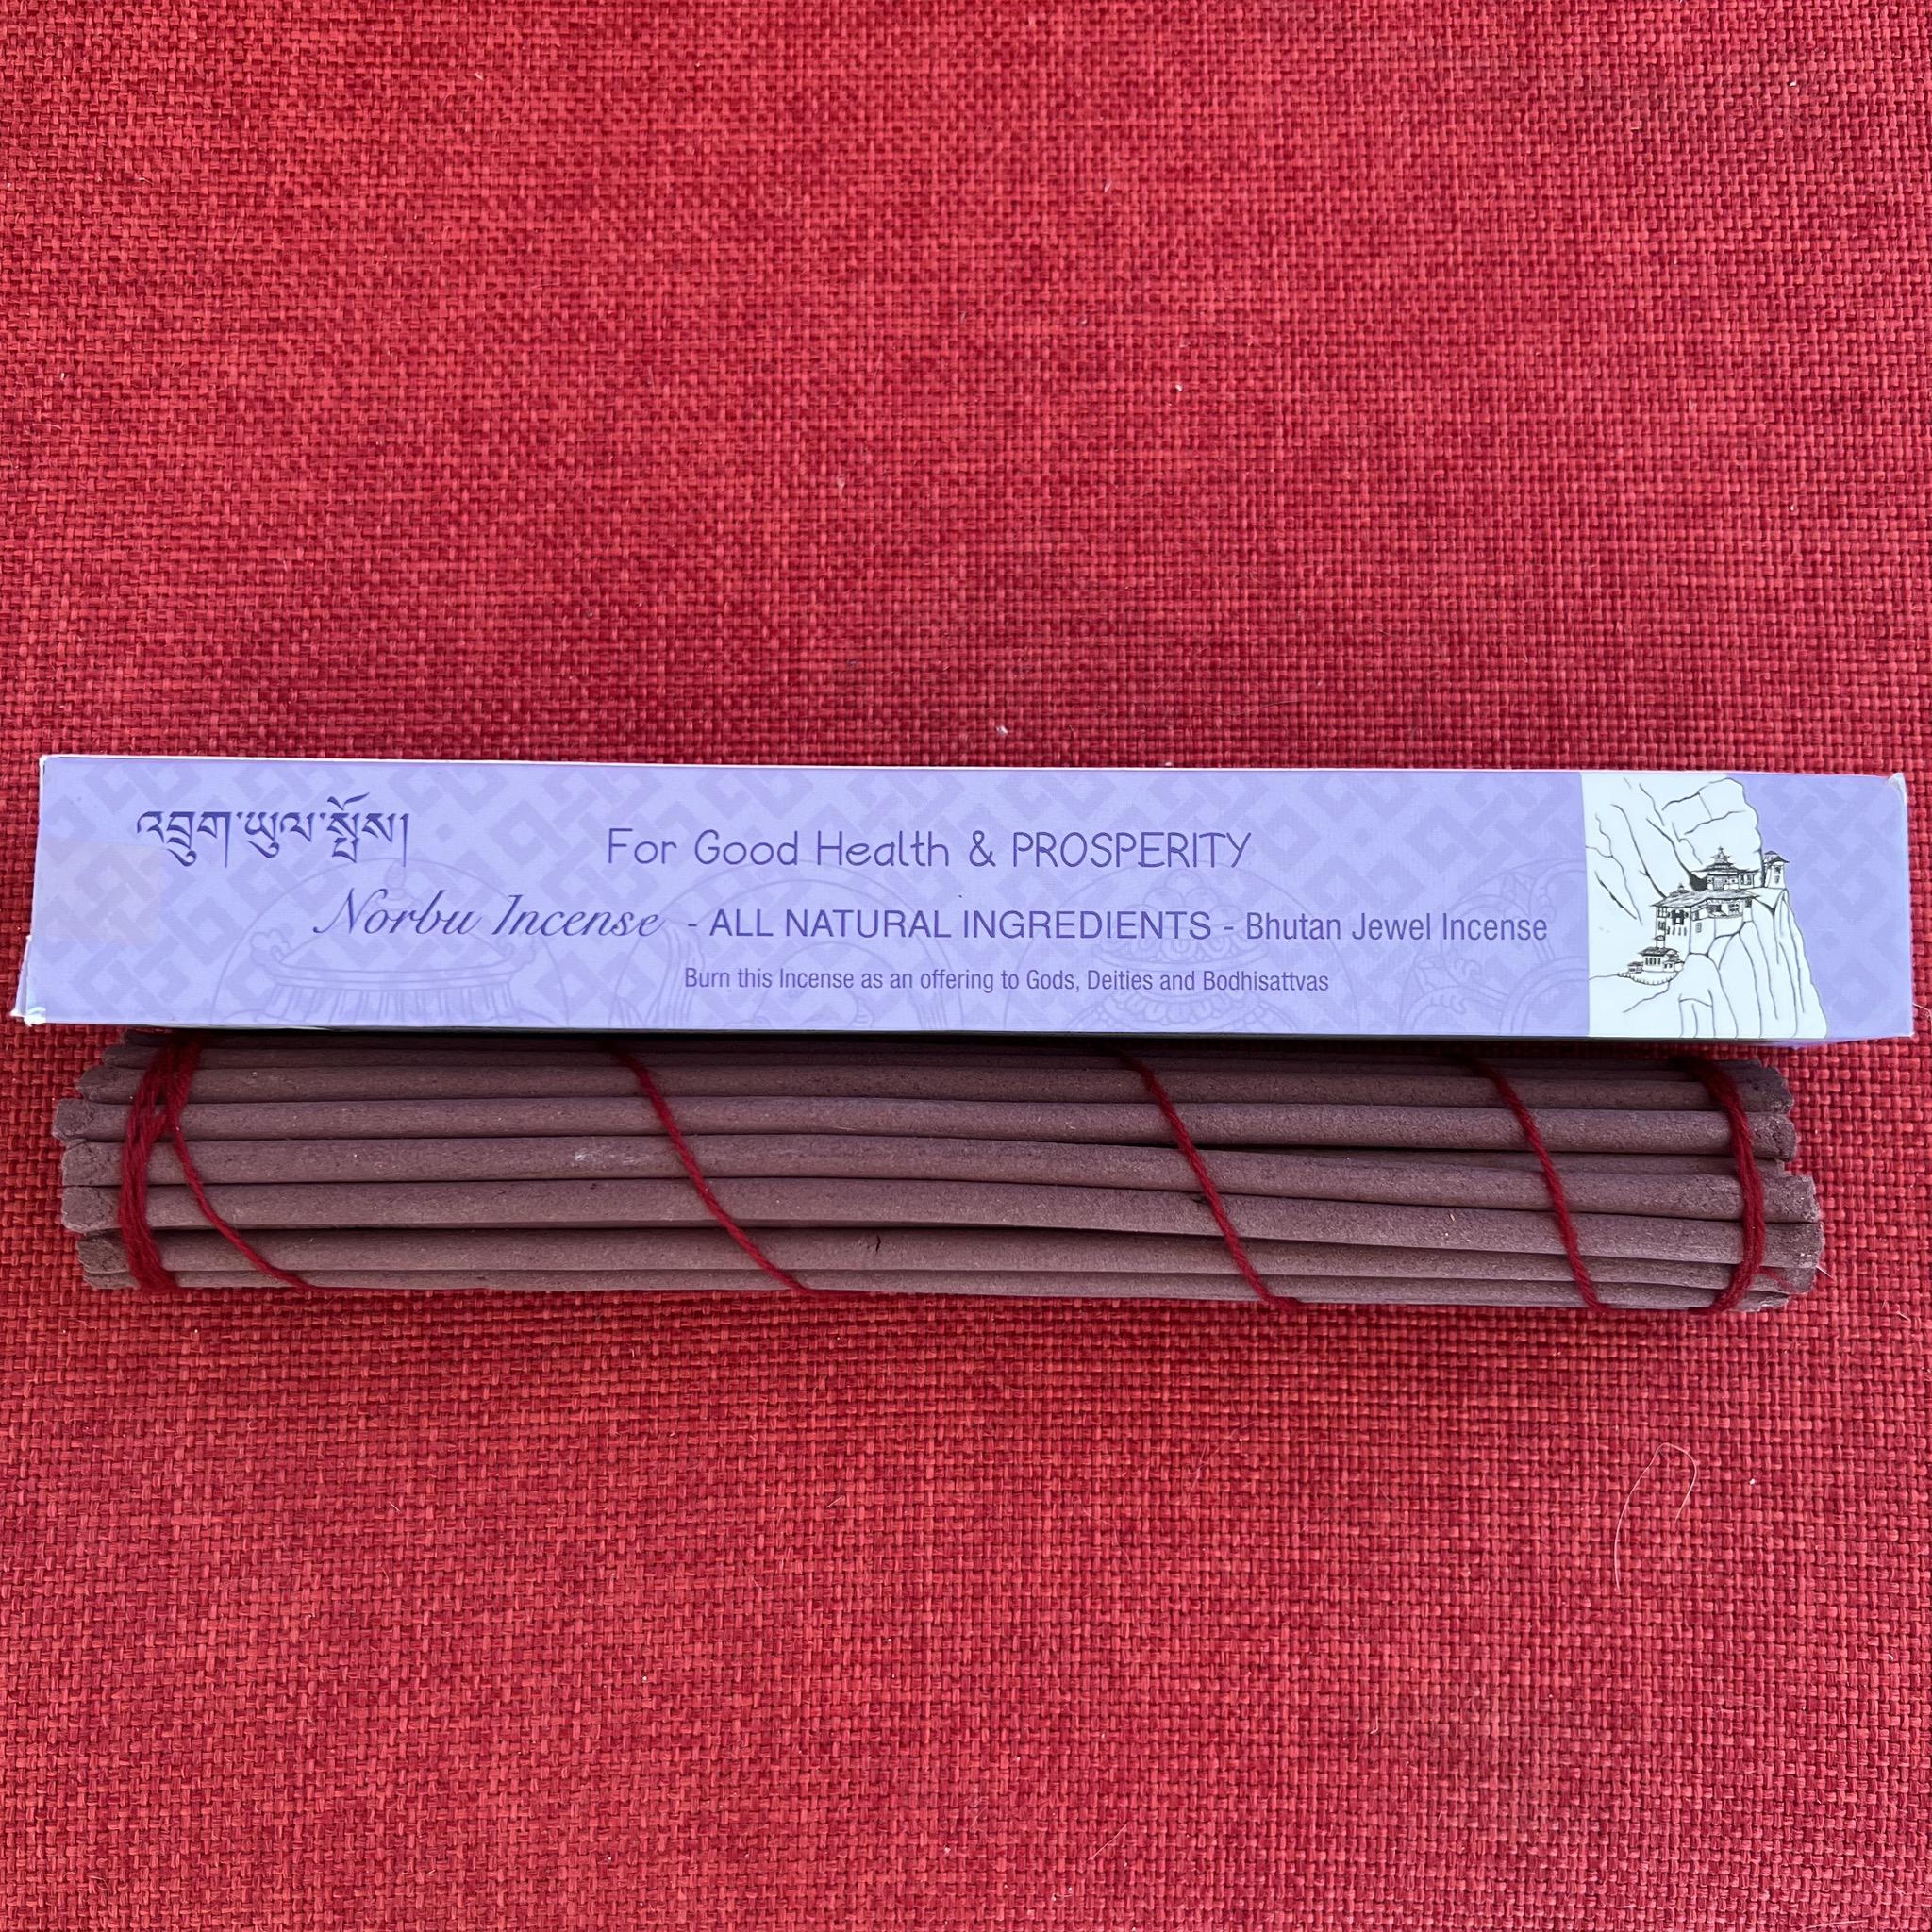 འབྲུག་ཡུལ་སྤོས།
For Good Health & PROSPERITY
Norbu Incense - ALL NATURAL INGREDIENTS - Bhutan Jewel Incense
Burn this Incense as an offering to Gods, Deities and Bodhisattvas